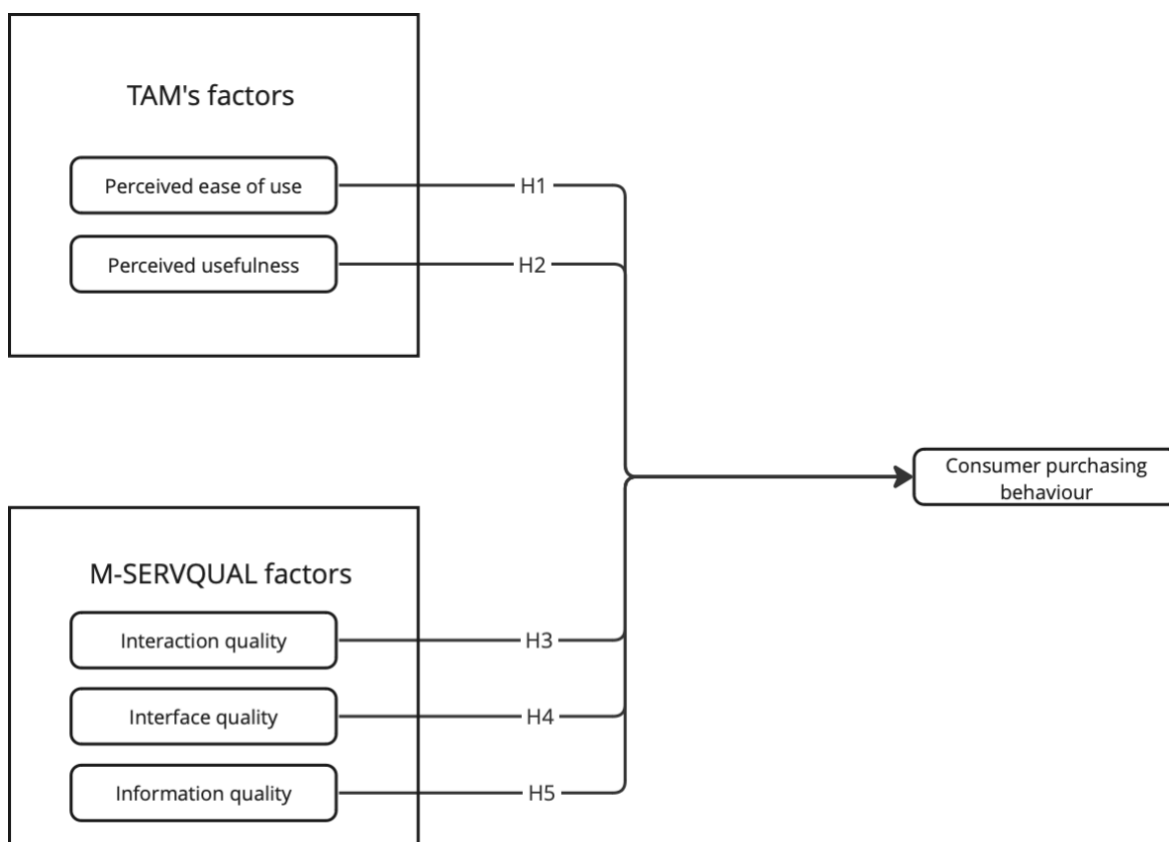 TAM's factors
Perceived ease of use
H1
Perceived usefulness
H2
Consumer purchasing
behaviour
M-SERVQUAL factors
Interaction quality
H3
Interface quality
H4
Information quality
H5